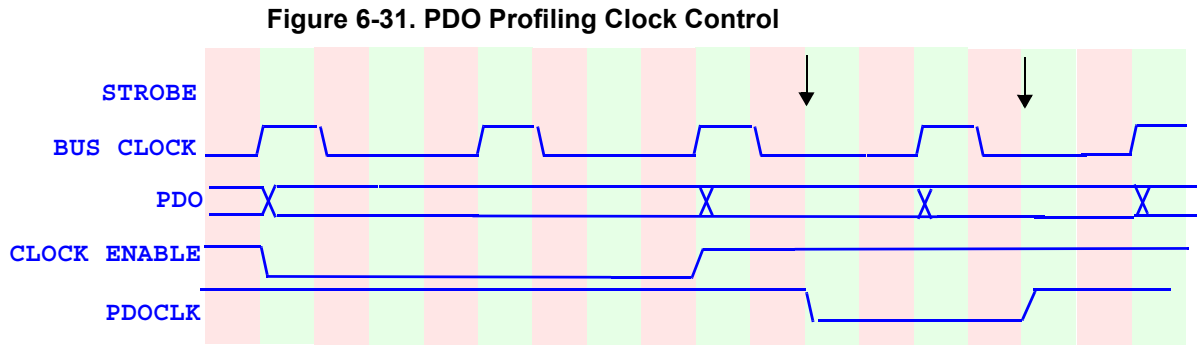 Figure 6-31. PDO Profiling Clock Control
STROBE
BUS CLOCK
PDO
CLOCK ENABLE
PDOCLK